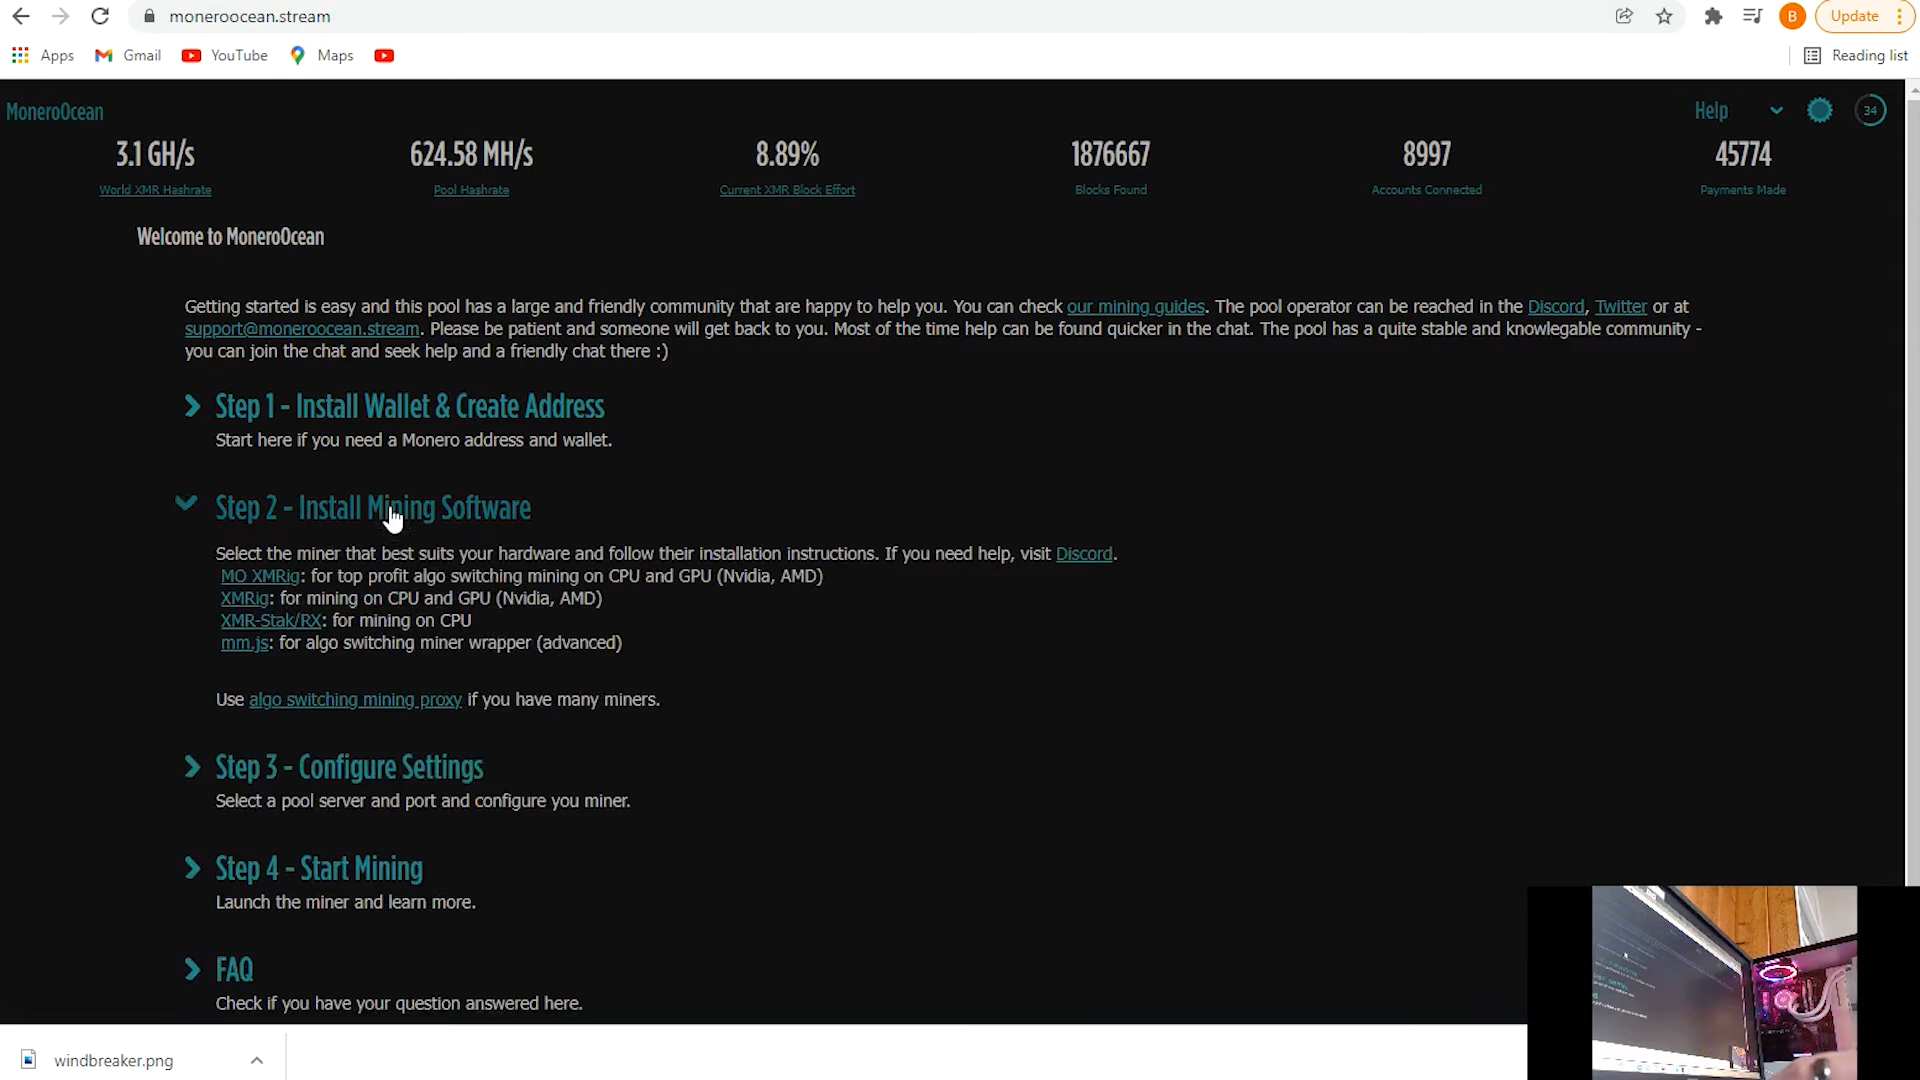 moneroocean.stream
B
Update
Apps
Gmail
YouTube
Maps
Reading list
MoneroOcean
Help
34
3.1 GH/s
624.58 MH/s
8.89%
1876667
8997
45774
World XMR Hashrate
Pool Hashrate
Current XMR Block Effort
Blocks Found
Accounts Connected
Payments Made
Welcome to MoneroOcean
Getting started is easy and this pool has a large and friendly community that are happy to help you. You can check our mining guides. The pool operator can be reached in the Discord, Twitter or at
support@moneroocean.stream. Please be patient and someone will get back to you. Most of the time help can be found quicker in the chat. The pool has a quite stable and knowlegable community -
you can join the chat and seek help and a friendly chat there :)
Step 1 - Install Wallet & Create Address
Start here if you need a Monero address and wallet.
Step 2 - Install Mining Software
Select the miner that best suits your hardware and follow their installation instructions. If you need help, visit Discord.
MO XMRig: for top profit algo switching mining on CPU and GPU (Nvidia, AMD)
XMRig: for mining on CPU and GPU (Nvidia, AMD)
XMR-Stak/RX: for mining on CPU
mm.js: for algo switching miner wrapper (advanced)
Use algo switching mining proxy if you have many miners.
Step 3 - Configure Settings
Select a pool server and port and configure you miner.
Step 4 - Start Mining
Launch the miner and learn more.
FAQ
Check if you have your question answered here.
windbreaker.png